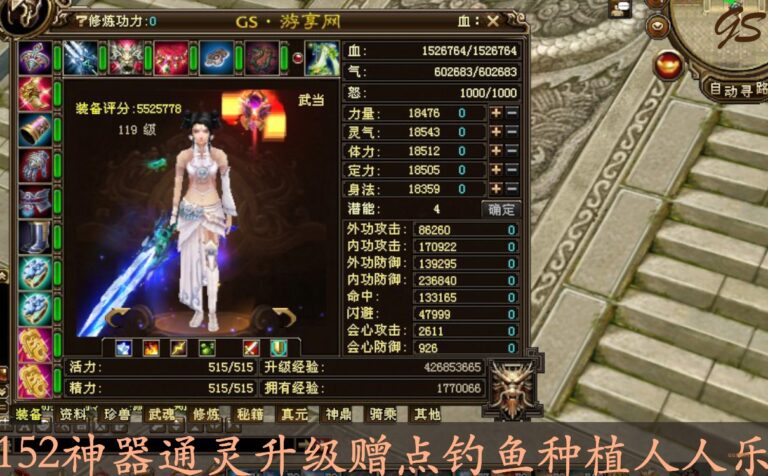 ?修炼功力:0
GS·游享网
血:
GS
自动寻路
装备评分:5525778
119 级
武当
血: 1526764/1526764
气: 602683/602683
怒: 1000/1000
力量: 18476 0
灵气: 18543 0
体力: 18512 0
定力: 18505 0
身法: 18359 0
潜能: 4 确定
外功攻击: 86260 0
内功攻击: 170922 0
外功防御: 139295 0
内功防御: 236840 0
命中: 133165 0
闪避: 47999 0
会心攻击: 2611 0
会心防御: 926 0
活力: 515/515 升级经验: 426853665
精力: 515/515 拥有经验: 1770066
装备 资料 珍兽 武魂 修炼 秘籍 真元 神鼎 骑乘 其他
152神器通灵升级赠点钓鱼种植人人乐